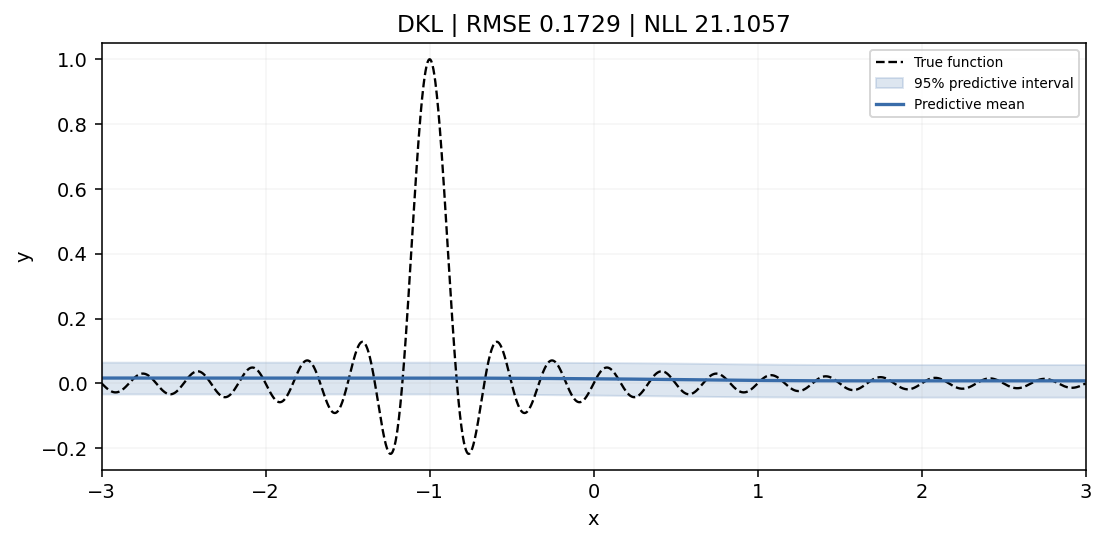 DKL | RMSE 0.1729 | NLL 21.1057
True function
95% predictive interval
Predictive mean
1.0
0.8
0.6
0.4
0.2
0.0
−0.2
y
−3
−2
−1
0
1
2
3
x